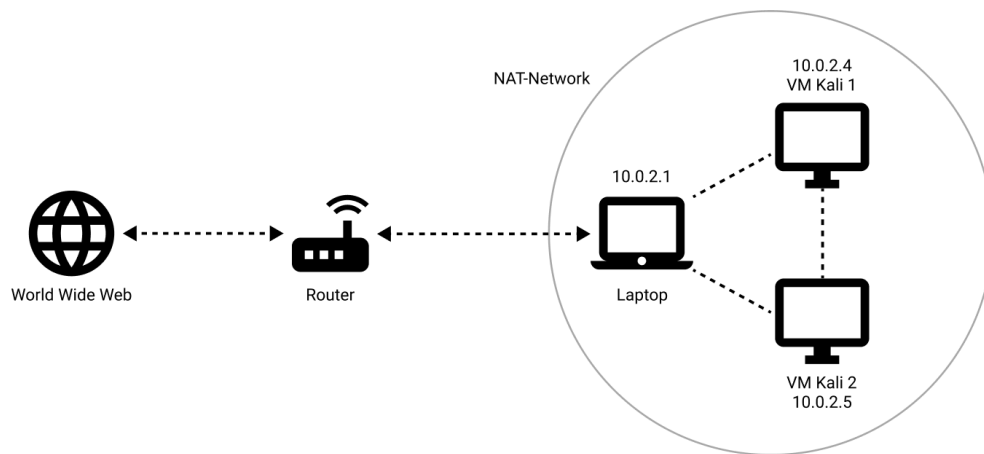 NAT-Network
10.0.2.4
VM Kali 1
10.0.2.1
World Wide Web
Router
Laptop
VM Kali 2
10.0.2.5